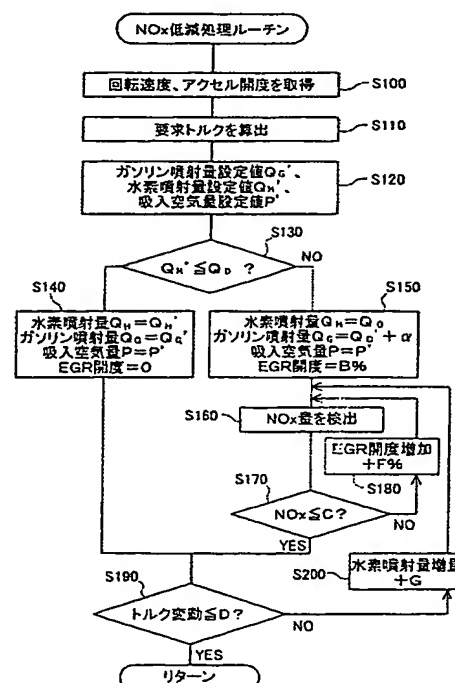 NOx低減処理ルーチン
回転速度、アクセル開度を取得
S100
要求トルクを算出
S110
ガソリン噴射量設定値QG'、
水素噴射量設定値QH'、
吸入空気量設定値P'
S120
S130
QH'≦QD ?
NO
S140
水素噴射量QH=QH'
ガソリン噴射量QG=QG'
吸入空気量P=P'
EGR開度=0
S150
水素噴射量QH=QD
ガソリン噴射量QG=QD'+α
吸入空気量P=P'
EGR開度=B%
S160
NOx量を検出
EGR開度増加
+F%
S180
S170
NOx≦C?
NO
YES
水素噴射量増量
+G
S200
S190
トルク変動≦D?
NO
YES
リターン